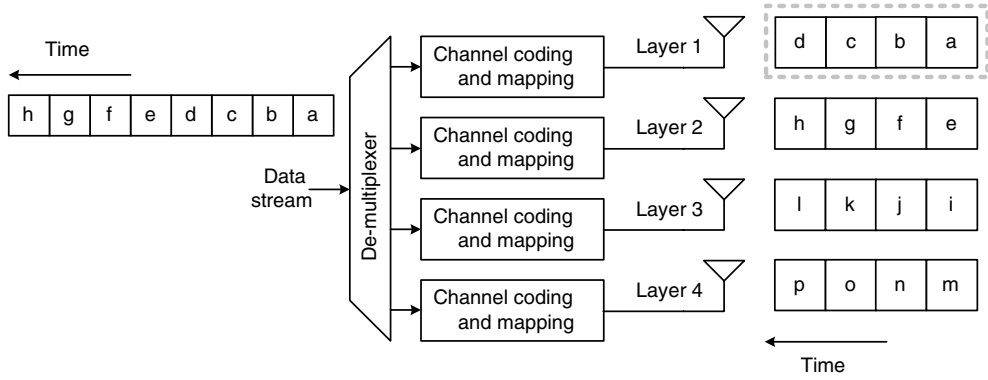 Time
h g f e d c b a
Data
stream
De-multiplexer
Channel coding
and mapping
Layer 1
d c b a
Channel coding
and mapping
Layer 2
h g f e
Channel coding
and mapping
Layer 3
l k j i
Channel coding
and mapping
Layer 4
p o n m
Time